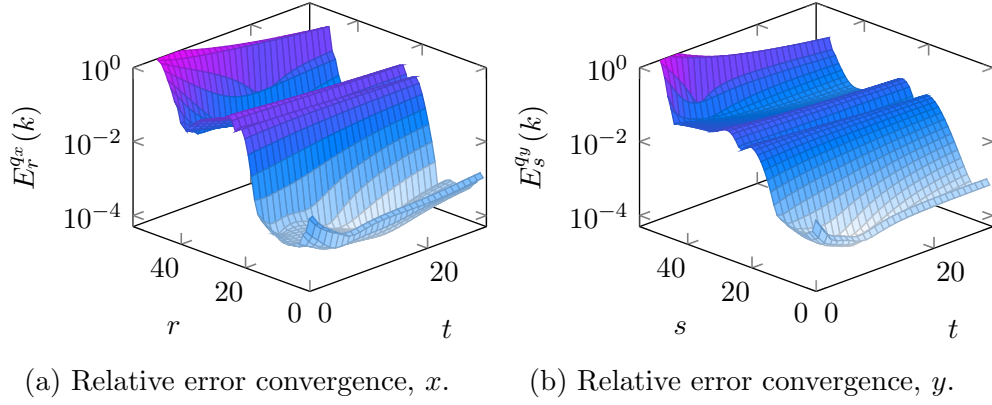 10^0
10^{-2}
10^{-4}
E_r^{q_x}(k)
40
20
0
0
20
r
t
10^0
10^{-2}
10^{-4}
E_s^{q_y}(k)
40
20
0
0
20
s
t
(a) Relative error convergence, x.
(b) Relative error convergence, y.